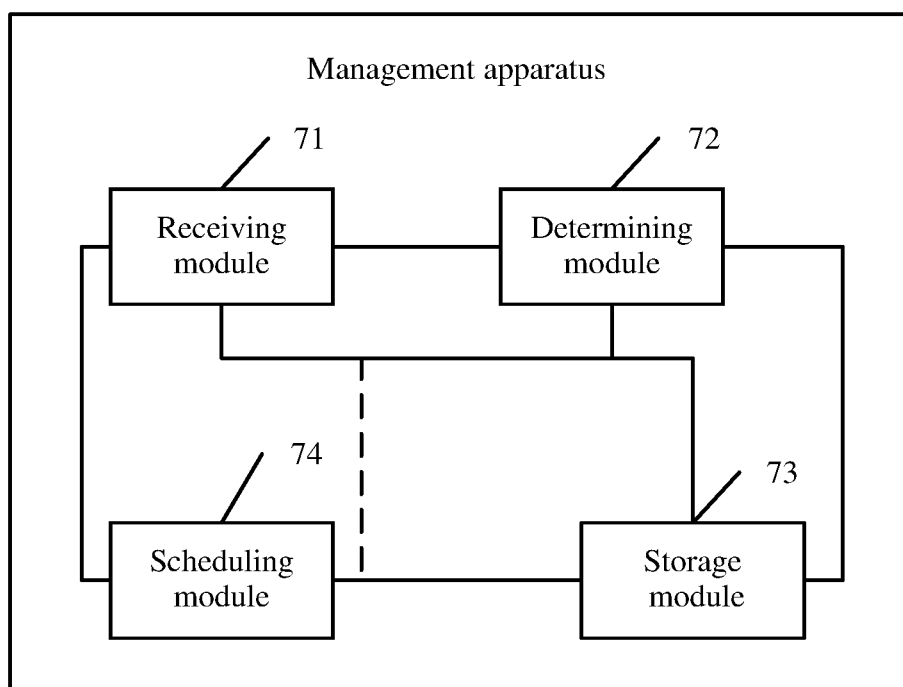 Management apparatus
71
72
Receiving
module
Determining
module
74
73
Scheduling
module
Storage
module